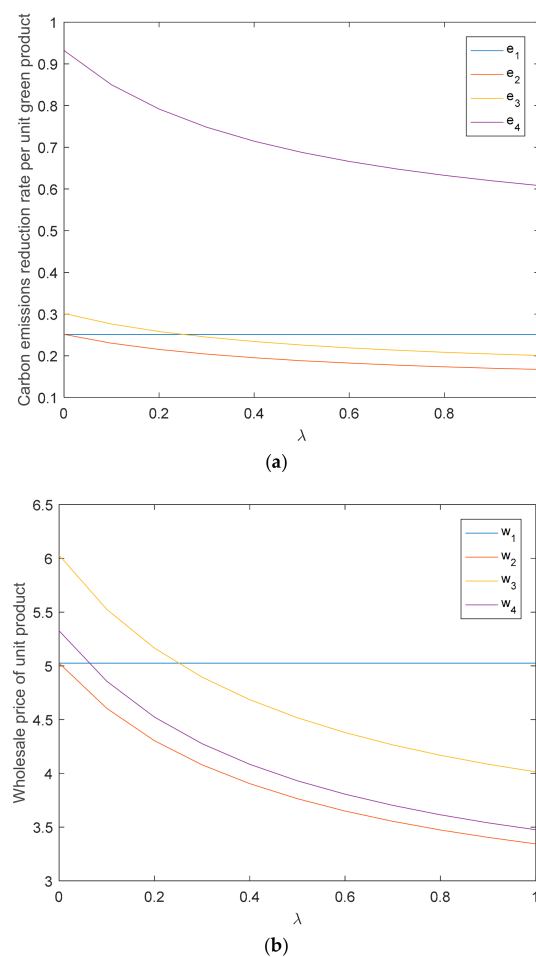 1
0.9
0.8
0.7
0.6
0.5
0.4
0.3
0.2
0.1
Carbon emissions reduction rate per unit green product
e1
e2
e3
e4
0 0.2 0.4 0.6 0.8
λ
(a)
6.5
6
5.5
5
4.5
4
3.5
3
Wholesale price of unit product
w1
w2
w3
w4
0 0.2 0.4 0.6 0.8 1
λ
(b)